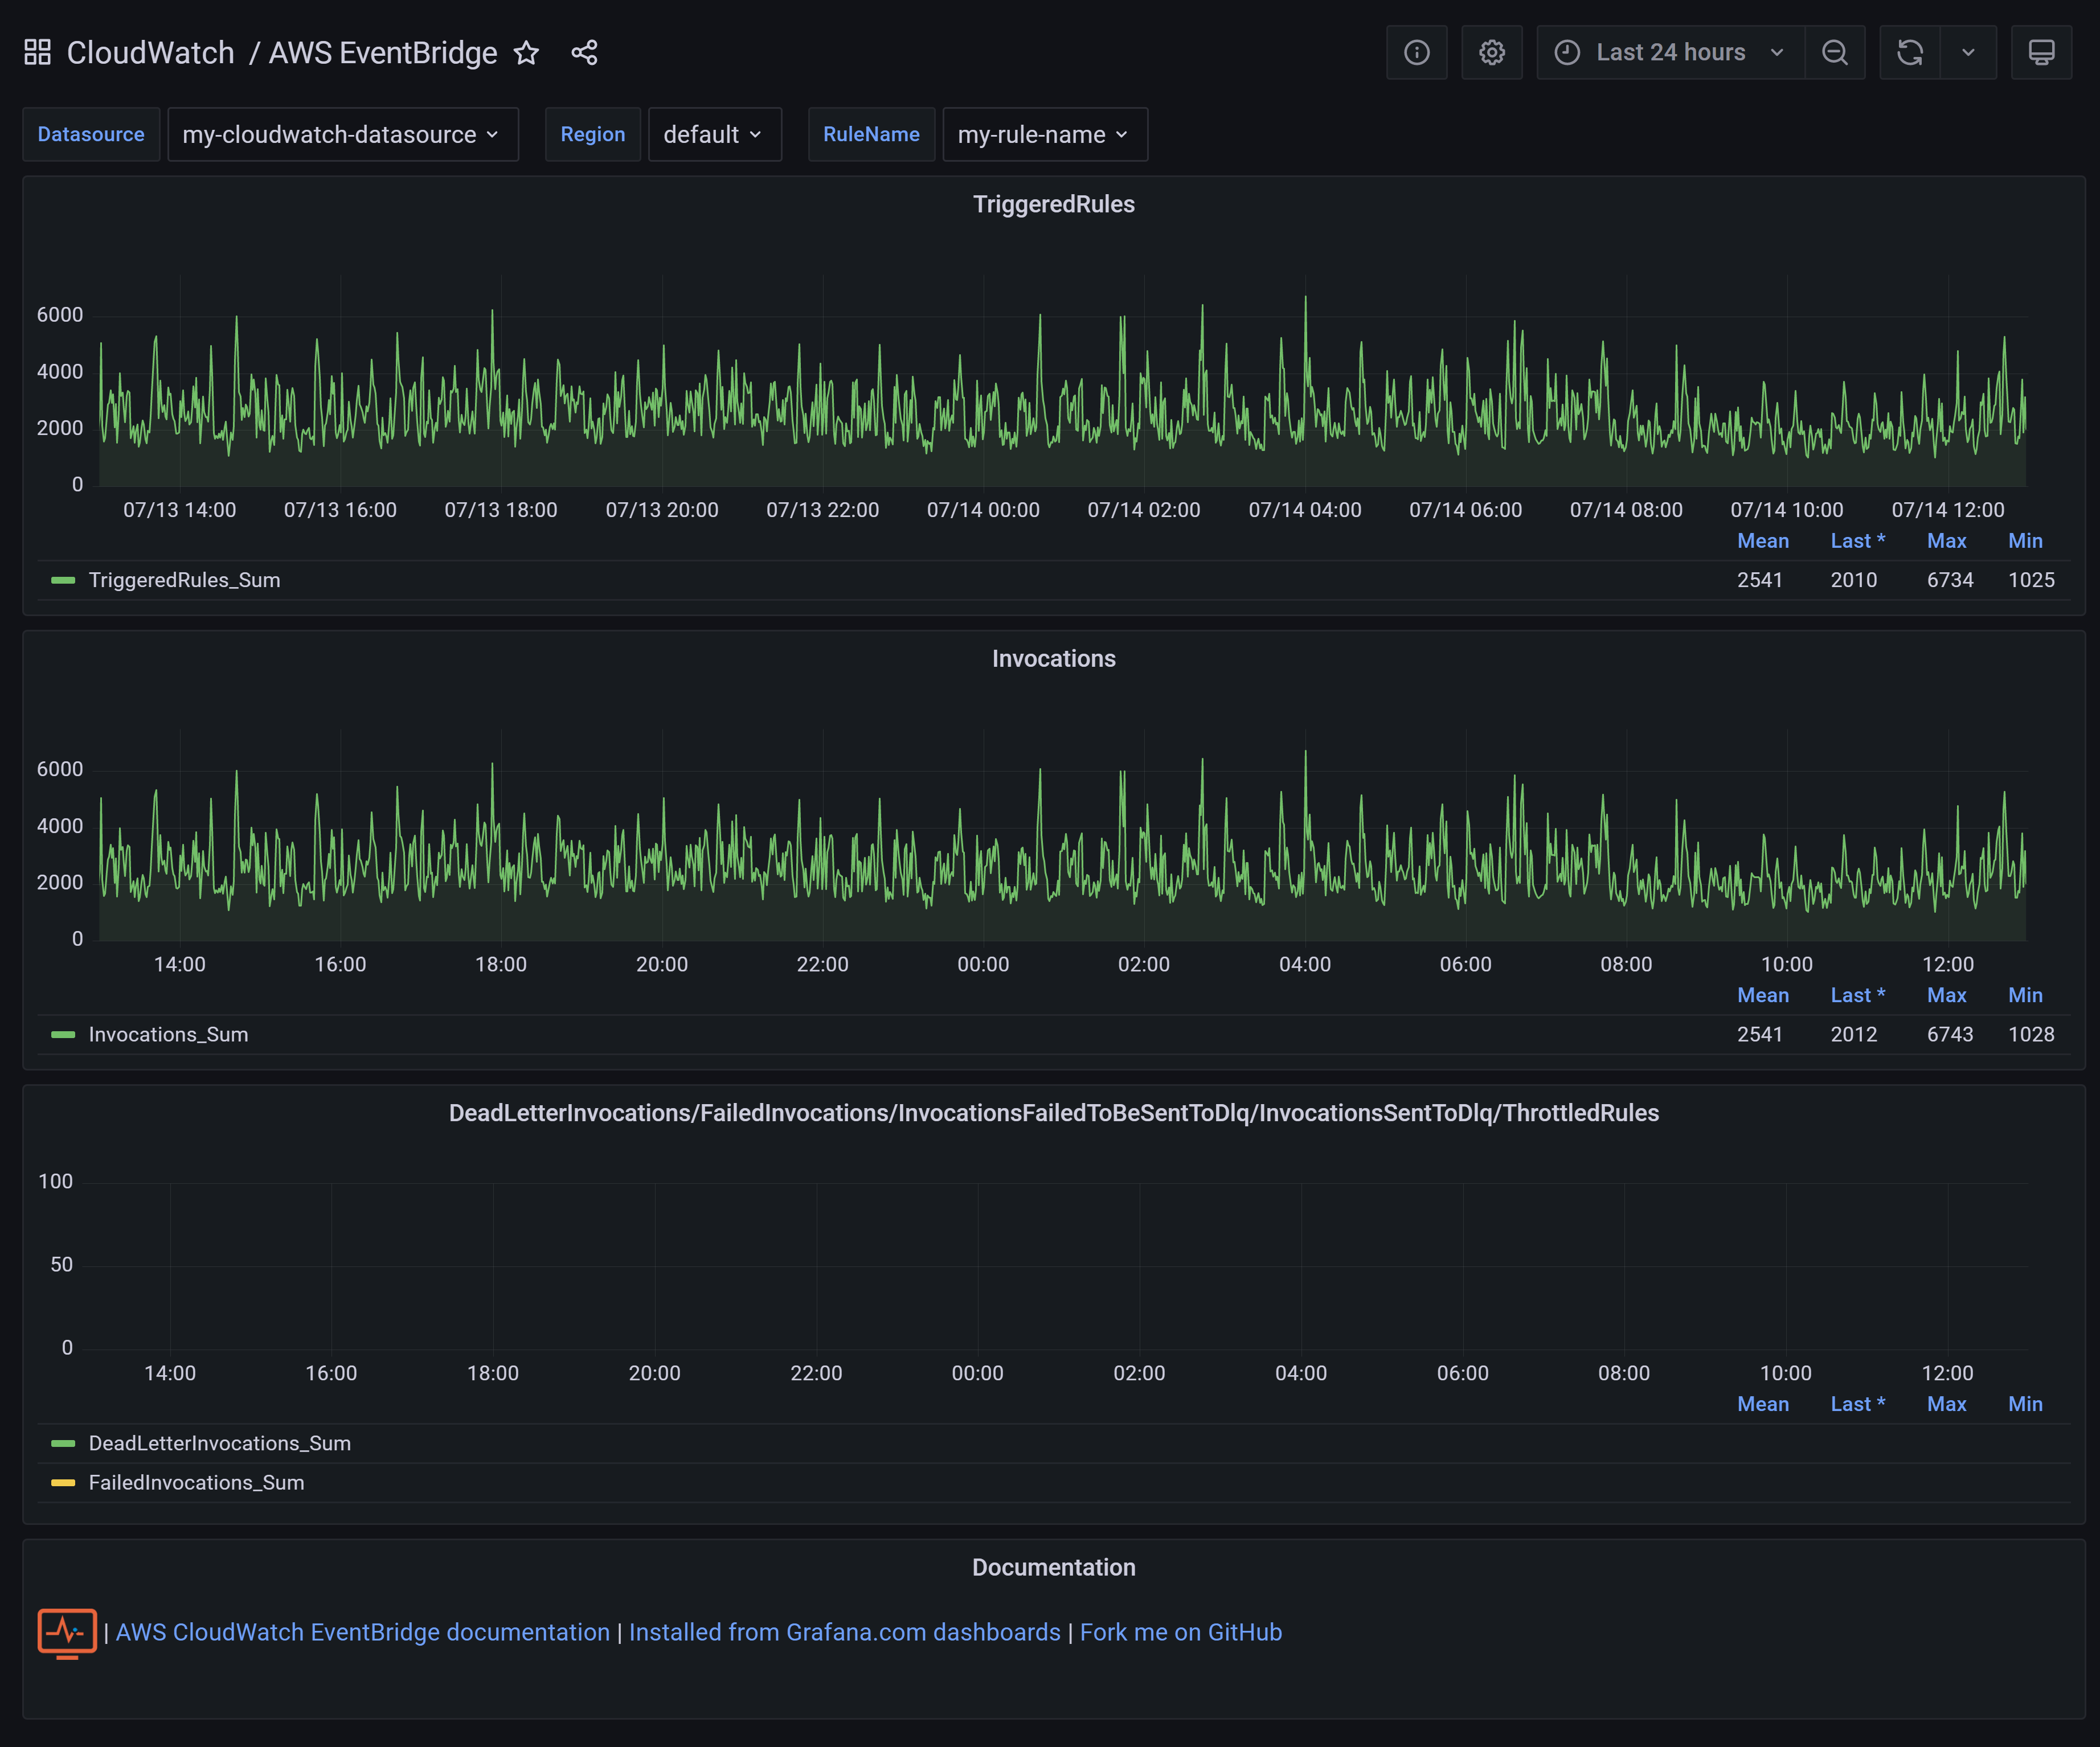 CloudWatch / AWS EventBridge
Last 24 hours
Datasource my-cloudwatch-datasource Region default RuleName my-rule-name
TriggeredRules
6000
4000
2000
0
07/13 14:00 07/13 16:00 07/13 18:00 07/13 20:00 07/13 22:00 07/14 00:00 07/14 02:00 07/14 04:00 07/14 06:00 07/14 08:00 07/14 10:00 07/14 12:00
Mean Last * Max Min
TriggeredRules_Sum 2541 2010 6734 1025
Invocations
6000
4000
2000
0
14:00 16:00 18:00 20:00 22:00 00:00 02:00 04:00 06:00 08:00 10:00 12:00
Mean Last * Max Min
Invocations_Sum 2541 2012 6743 1028
DeadLetterInvocations/FailedInvocations/InvocationsFailedToBeSentToDlq/InvocationsSentToDlq/ThrottledRules
100
50
0
14:00 16:00 18:00 20:00 22:00 00:00 02:00 04:00 06:00 08:00 10:00 12:00
Mean Last * Max Min
DeadLetterInvocations_Sum
FailedInvocations_Sum
Documentation
| AWS CloudWatch EventBridge documentation | Installed from Grafana.com dashboards | Fork me on GitHub